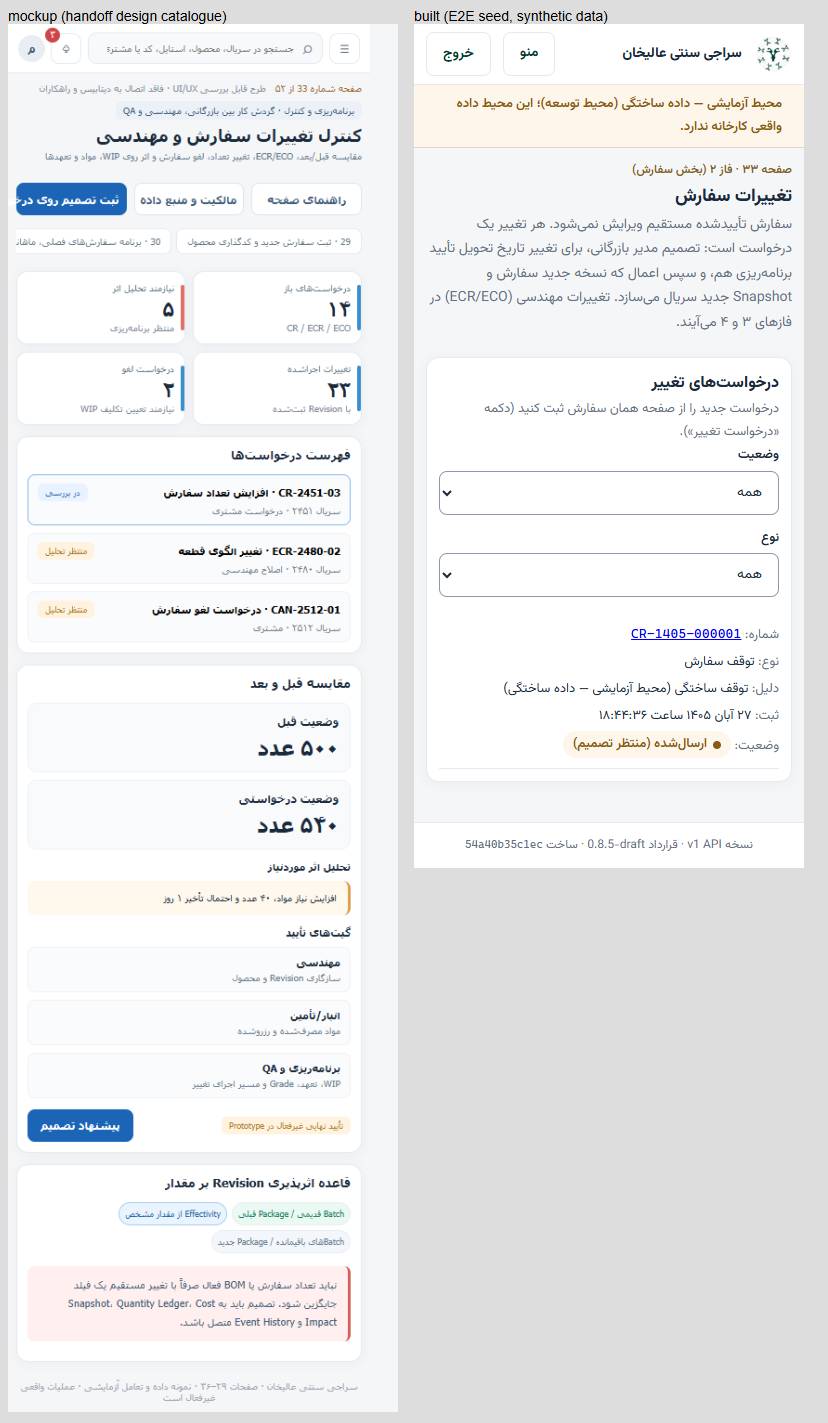 mockup (handoff design catalogue)
۳
م
جستجو در سریال، محصول، استایل، کد یا مشتری
صفحه شماره 33 از ۵۲ · طرح قابل بررسی UI/UX · فاقد اتصال به دیتابیس و راهکاران
برنامه‌ریزی و کنترل · گردش کار بین بازرگانی، مهندسی و QA
کنترل تغییرات سفارش و مهندسی
مقایسه قبل/بعد، ECR/ECO، تغییر تعداد، لغو سفارش و اثر روی WIP، مواد و تعهدها
راهنمای صفحه
مالکیت و منبع داده
ثبت تصمیم روی
29 · ثبت سفارش جدید و کدگذاری محصول
30 · برنامه سفارش‌های فصلی،
درخواست‌های باز
۱۴
CR / ECR / ECO
نیازمند تحلیل اثر
۵
منتظر برنامه‌ریزی
تغییرات اجراشده
۲۳
با Revision ثبت‌شده
درخواست لغو
۲
نیازمند تعیین تکلیف WIP
فهرست درخواست‌ها
CR-2451-03 · افزایش تعداد سفارش
در بررسی
سریال ۲۴۵۱ · درخواست مشتری
ECR-2480-02 · تغییر الگوی قطعه
منتظر تحلیل
سریال ۲۴۸۰ · اصلاح مهندسی
CAN-2512-01 · درخواست لغو سفارش
منتظر تحلیل
سریال ۲۵۱۲ · مشتری
مقایسه قبل و بعد
وضعیت قبل
۵۰۰ عدد
وضعیت درخواستی
۵۴۰ عدد
تحلیل اثر موردنیاز
افزایش نیاز مواد، ۴۰ عدد و احتمال تأخیر ۱ روز
گیت‌های تأیید
مهندسی
سازگاری Revision و محصول
انبار/تأمین
مواد مصرف‌شده و رزروشده
برنامه‌ریزی و QA
WIP، تعهد، Grade و مسیر اجرای تغییر
تأیید نهایی غیرفعال در Prototype
پیشنهاد تصمیم
قاعده اثرپذیری Revision بر مقدار
Batch قدیمی / Package قبلی
Effectivity از مقدار مشخص
Batchهای باقیمانده / Package جدید
نباید تعداد سفارش یا BOM فعال صرفاً با تغییر مستقیم یک فیلد
جایگزین شود. تصمیم باید به Snapshot، Quantity Ledger، Cost
Impact و Event History متصل باشد.
سراجی سنتی عالیخان · صفحات ۲۹–۳۶ · نمونه داده و تعامل آزمایشی · عملیات واقعی
غیرفعال است
built (E2E seed, synthetic data)
سراجی سنتی عالیخان
منو
خروج
محیط آزمایشی – داده ساختگی (محیط توسعه)؛ این محیط داده
واقعی کارخانه ندارد.
صفحه ۳۳ · فاز ۲ (بخش سفارش)
تغییرات سفارش
سفارش تأییدشده مستقیم ویرایش نمی‌شود. هر تغییر یک
درخواست است: تصمیم مدیر بازرگانی، برای تغییر تاریخ تحویل تأیید
برنامه‌ریزی هم، و سپس اعمال که نسخه جدید سفارش و
Snapshot جدید سریال می‌سازد. تغییرات مهندسی (ECR/ECO) در
فازهای ۳ و ۴ می‌آیند.
درخواست‌های تغییر
درخواست جدید را از صفحه همان سفارش ثبت کنید (دکمه
«درخواست تغییر»).
وضعیت
همه
نوع
همه
شماره: CR-1405-000001
نوع: توقف سفارش
دلیل: توقف ساختگی (محیط آزمایشی – داده ساختگی)
ثبت: ۲۷ آبان ۱۴۰۵ ساعت ۱۸:۴۴:۳۶
وضعیت: ارسال‌شده (منتظر تصمیم)
نسخه API v1 · قرارداد 0.8.5-draft · ساخت 54a40b35c1ec